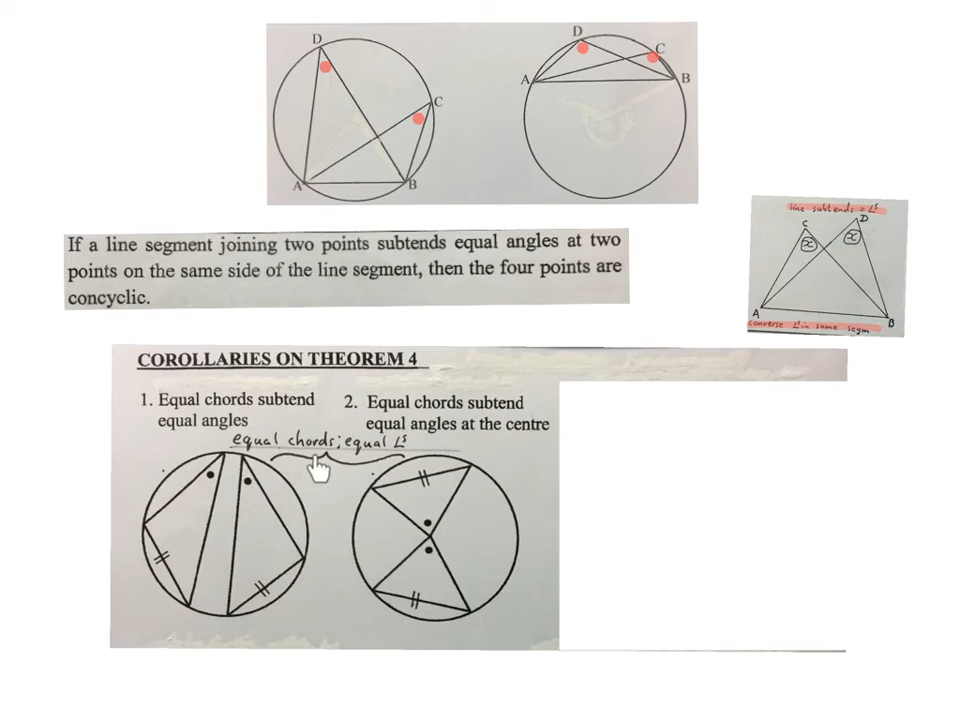 D
C
A
B
D
C
A
B
line subtends = ∠s
C
D
x
x
A
B
converse ∠ in same segm
If a line segment joining two points subtends equal angles at two
points on the same side of the line segment, then the four points are
concyclic.
COROLLARIES ON THEOREM 4
1. Equal chords subtend
equal angles
2. Equal chords subtend
equal angles at the centre
equal chords; equal ∠s